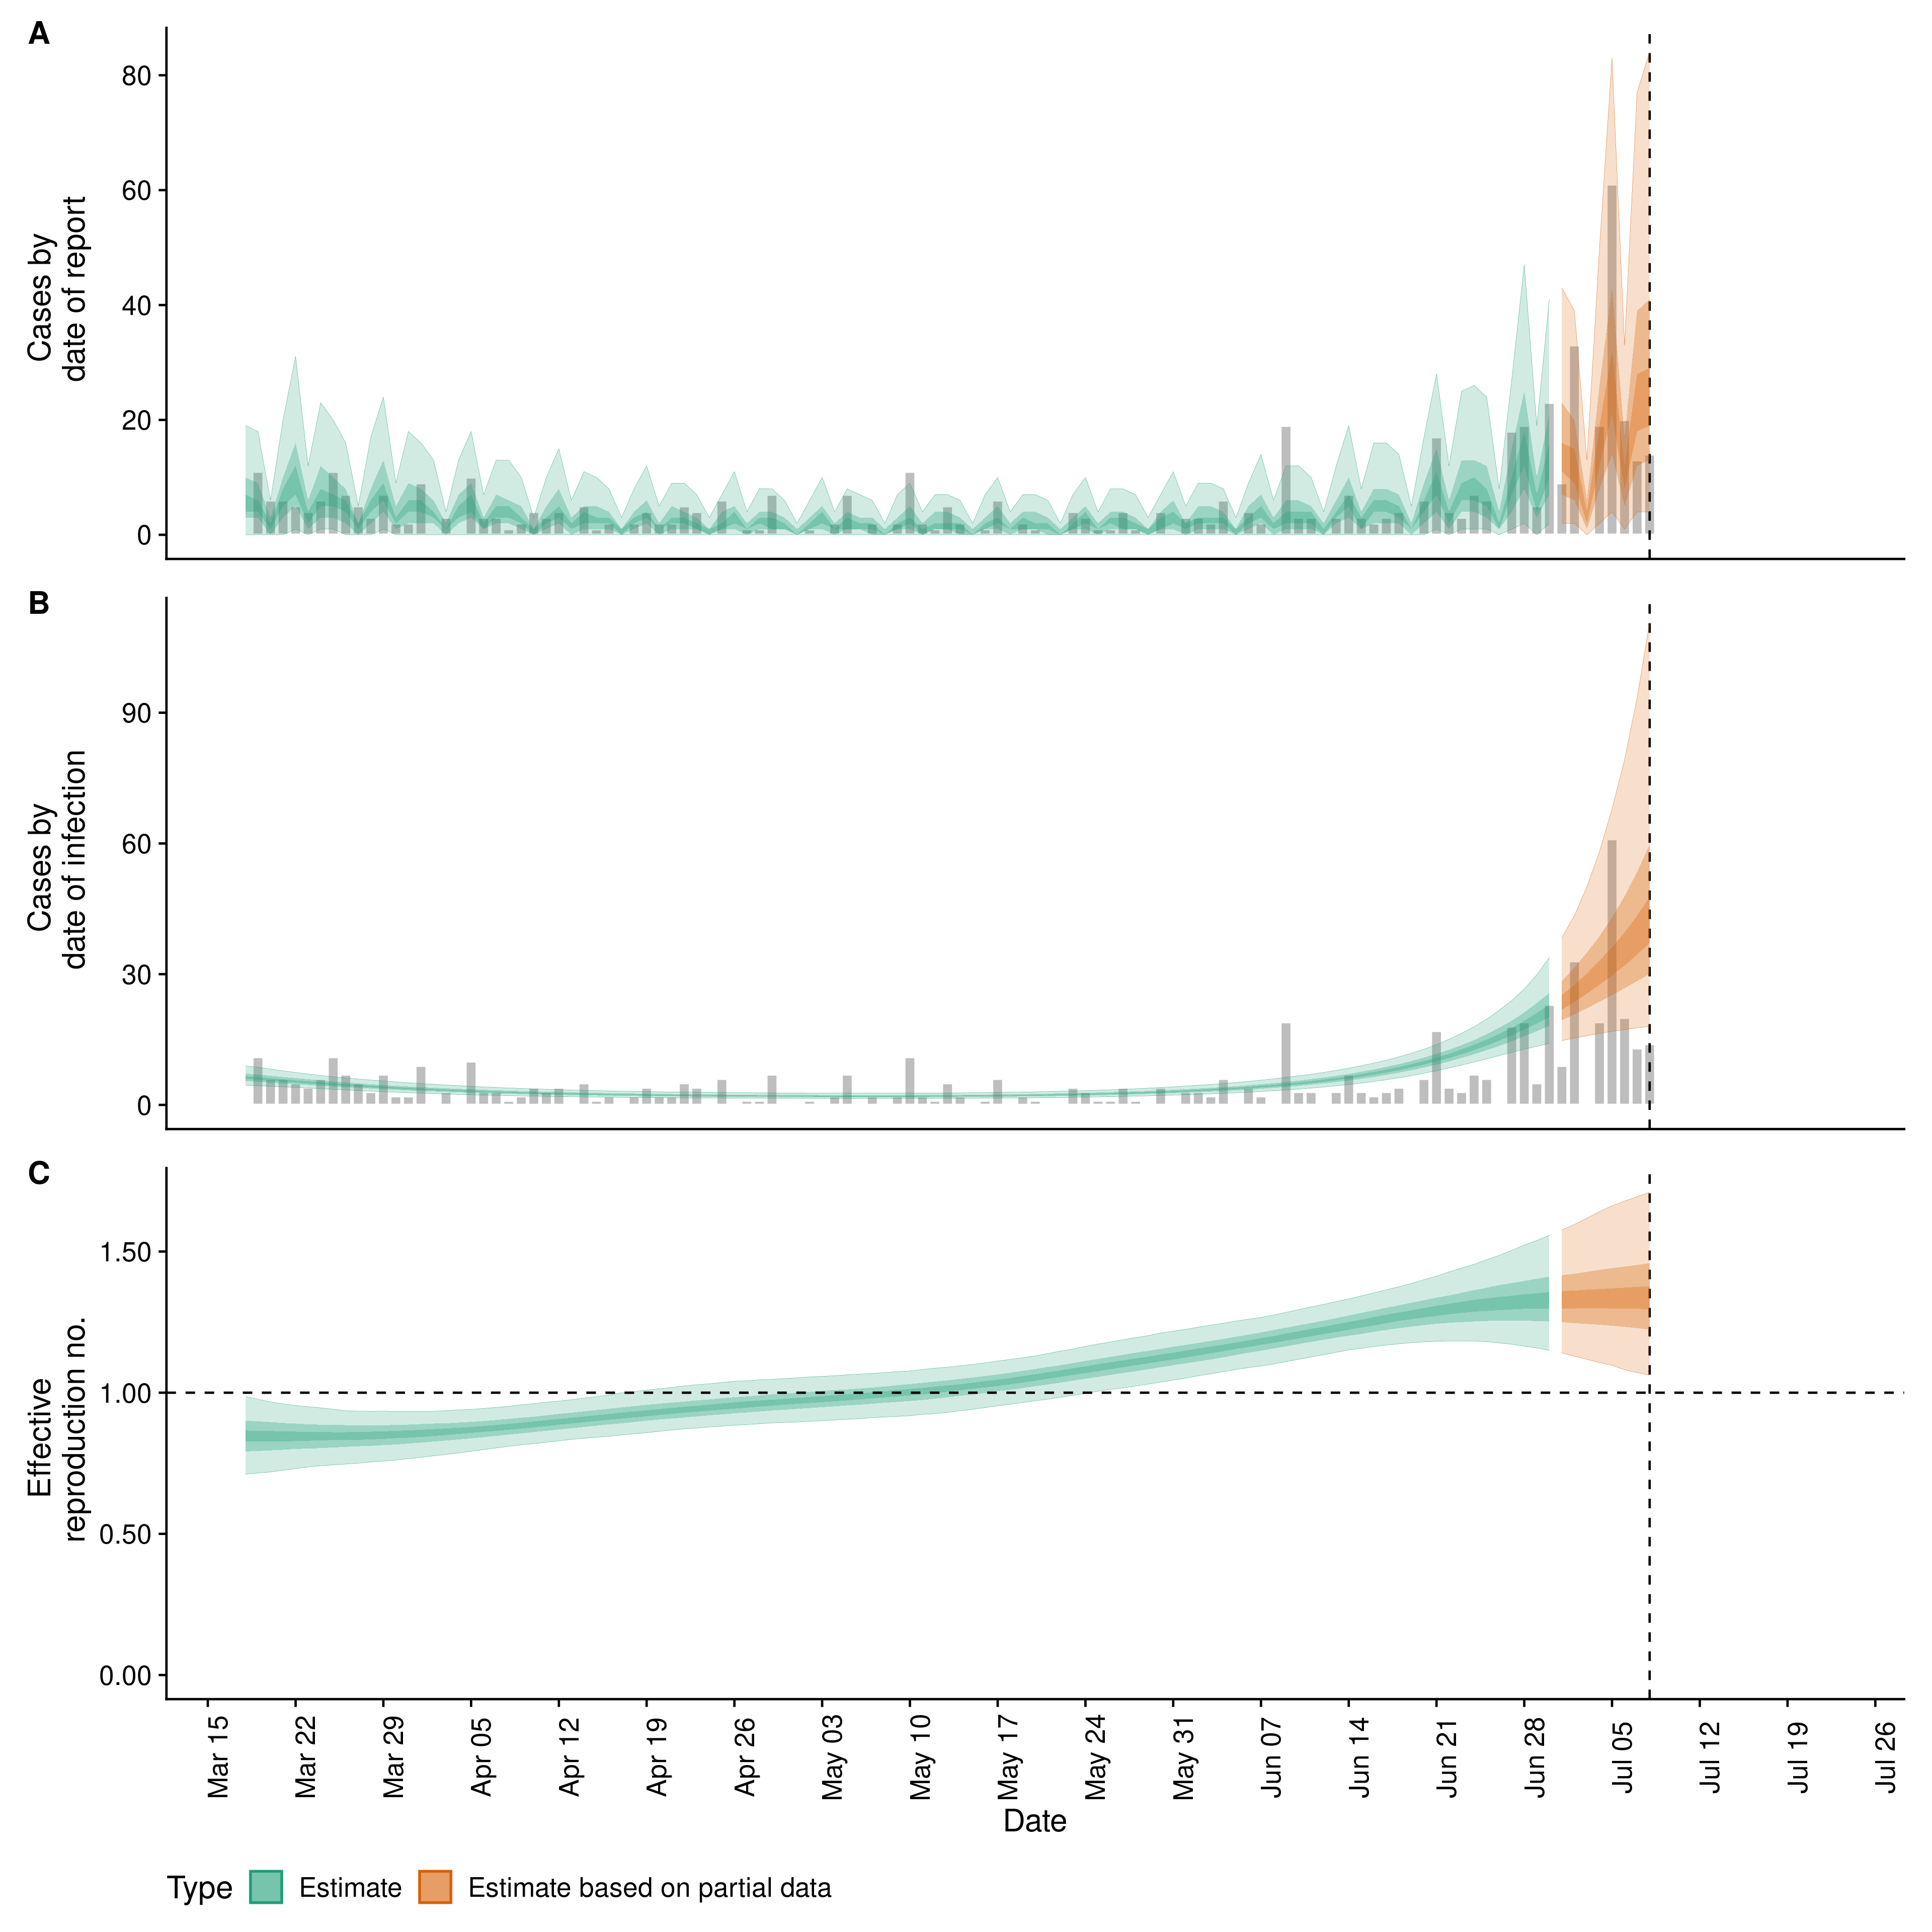 A
80
60
40
20
0
Cases by
date of report
B
90
60
30
0
Cases by
date of infection
C
1.50
1.00
0.50
0.00
Effective
reproduction no.
Mar 15
Mar 22
Mar 29
Apr 05
Apr 12
Apr 19
Apr 26
May 03
May 10
May 17
May 24
May 31
Jun 07
Jun 14
Jun 21
Jun 28
Jul 05
Jul 12
Jul 19
Jul 26
Date
Type Estimate Estimate based on partial data